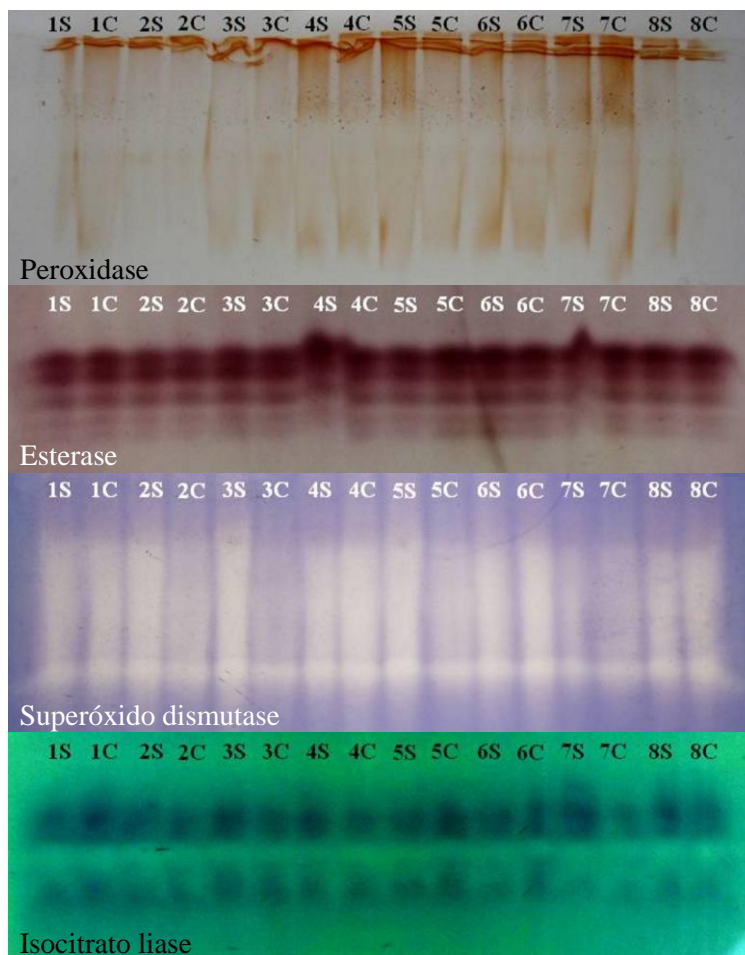 1S 1C 2S 2C 3S 3C 4S 4C 5S 5C 6S 6C 7S 7C 8S 8C
Peroxidase
1S 1C 2S 2C 3S 3C 4S 4C 5S 5C 6S 6C 7S 7C 8S 8C
Esterase
1S 1C 2S 2C 3S 3C 4S 4C 5S 5C 6S 6C 7S 7C 8S 8C
Superóxido dismutase
1S 1C 2S 2C 3S 3C 4S 4C 5S 5C 6S 6C 7S 7C 8S 8C
Isocitrato liase